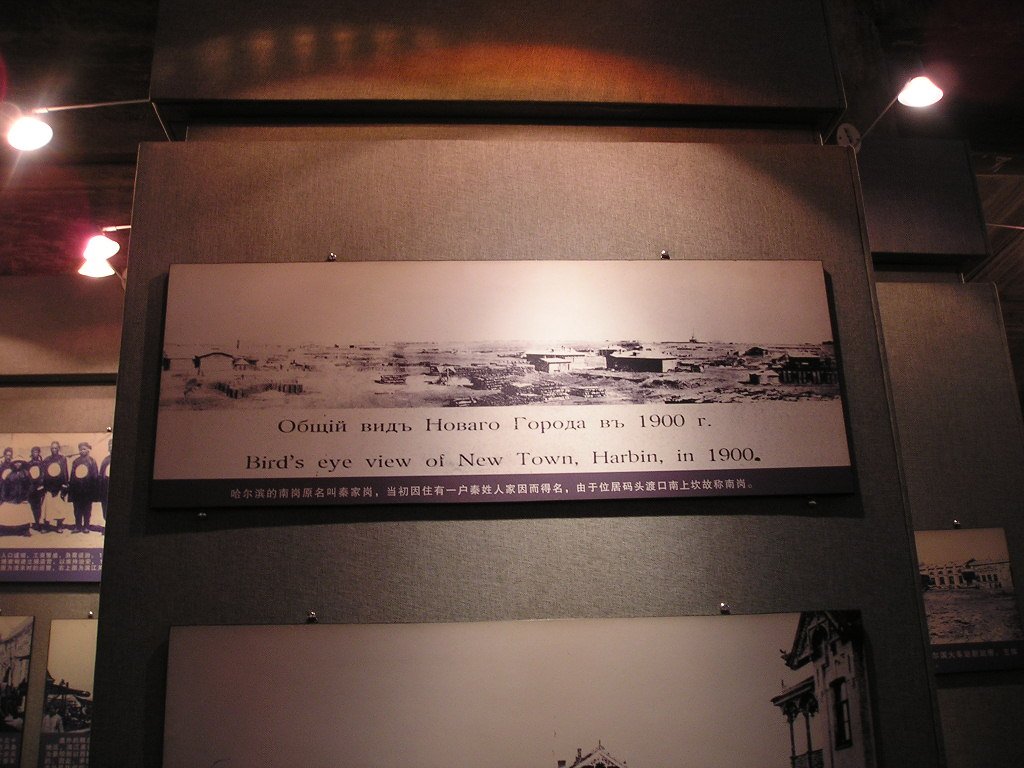 Общій видъ Новаго Города въ 1900 г.
Bird's eye view of New Town, Harbin, in 1900.
哈尔滨的南岗原名叫秦家岗，当初因住有一户秦姓人家因而得名，由于位居码头渡口南上坎故称南岗。